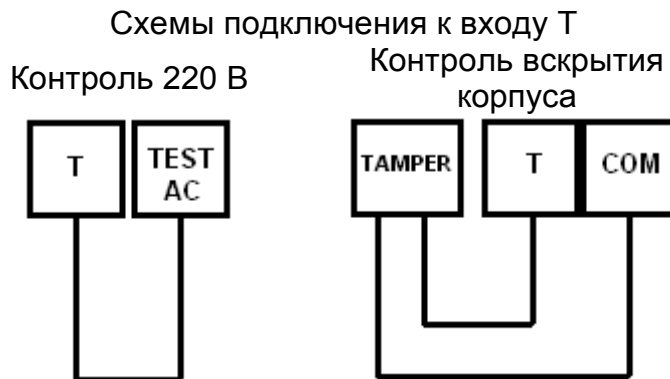 Схемы подключения к входу Т
Контроль 220 В
Контроль вскрытия
корпуса
T
TEST
AC
TAMPER
T
COM